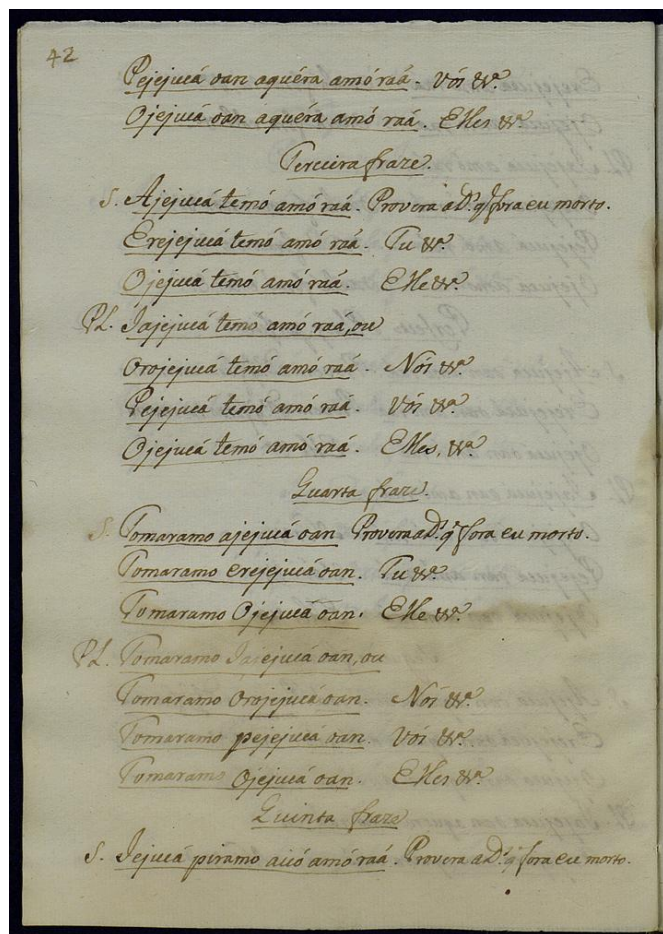 42
Pejejucá oan aquéra amó raá. Vós &ª.
Ojejucá oan aquéra amó raá. Elles &ª.
Terceira fraze.
S. Ajejucá temó amó raá. Provera a D.ˢ q̃ fora eu morto.
Erejejucá temó amó raá. Tu &ª.
Ojejucá temó amó raá. Elle &ª.
Pl. Jajejucá temó amó raá, ou
Orojejucá temó amó raá. Nós &ª.
Pejejucá temó amó raá. Vós &ª.
Ojejucá temó amó raá. Elles, &ª.
Quarta fraze.
S. Tomaramo ajejucá oan. Provera a D.ˢ q̃ fora eu morto.
Tomaramo erejejucá oan. Tu &ª.
Tomaramo Ojejucá oan. Elle &ª.
Pl. Tomaramo Jajejucá oan, ou
Tomaramo Orojejucá oan. Nós &ª.
Tomaramo pejejucá oan. Vós &ª.
Tomaramo Ojejucá oan. Elles &ª.
Quinta fraze
S. Jejucá piramo aicó amó raá. Provera a D.ˢ q̃ fora eu morto.